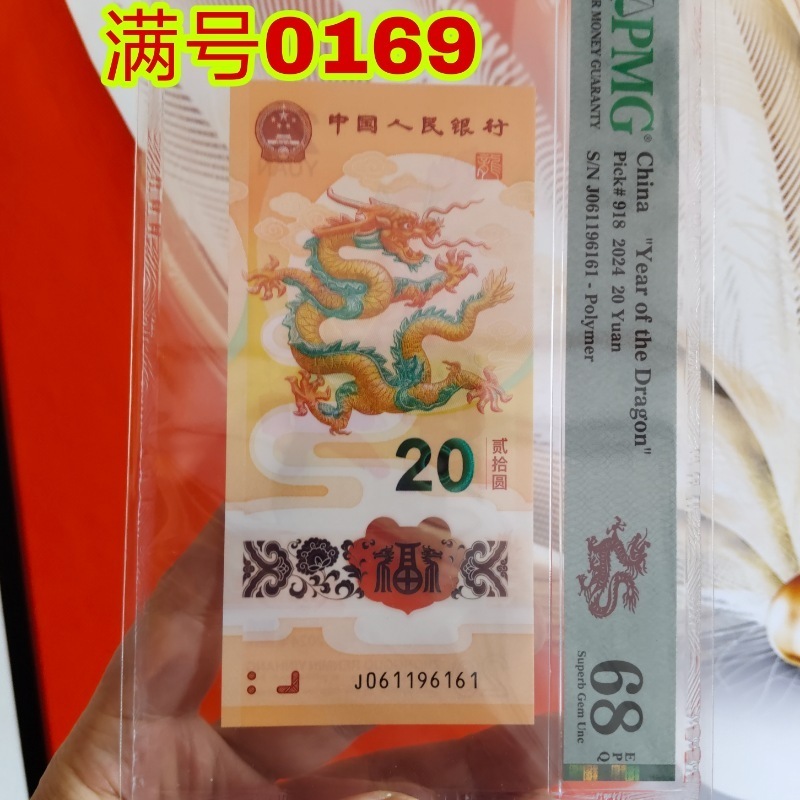 满号0169
中国人民银行
龍
20
贰拾圆
福
J061196161
PMG
R MONEY GUARANTY
China "Year of the Dragon"
Pick# 918 2024 20 Yuan
S/N J061196161 - Polymer
68 EPQ
Superb Gem Unc